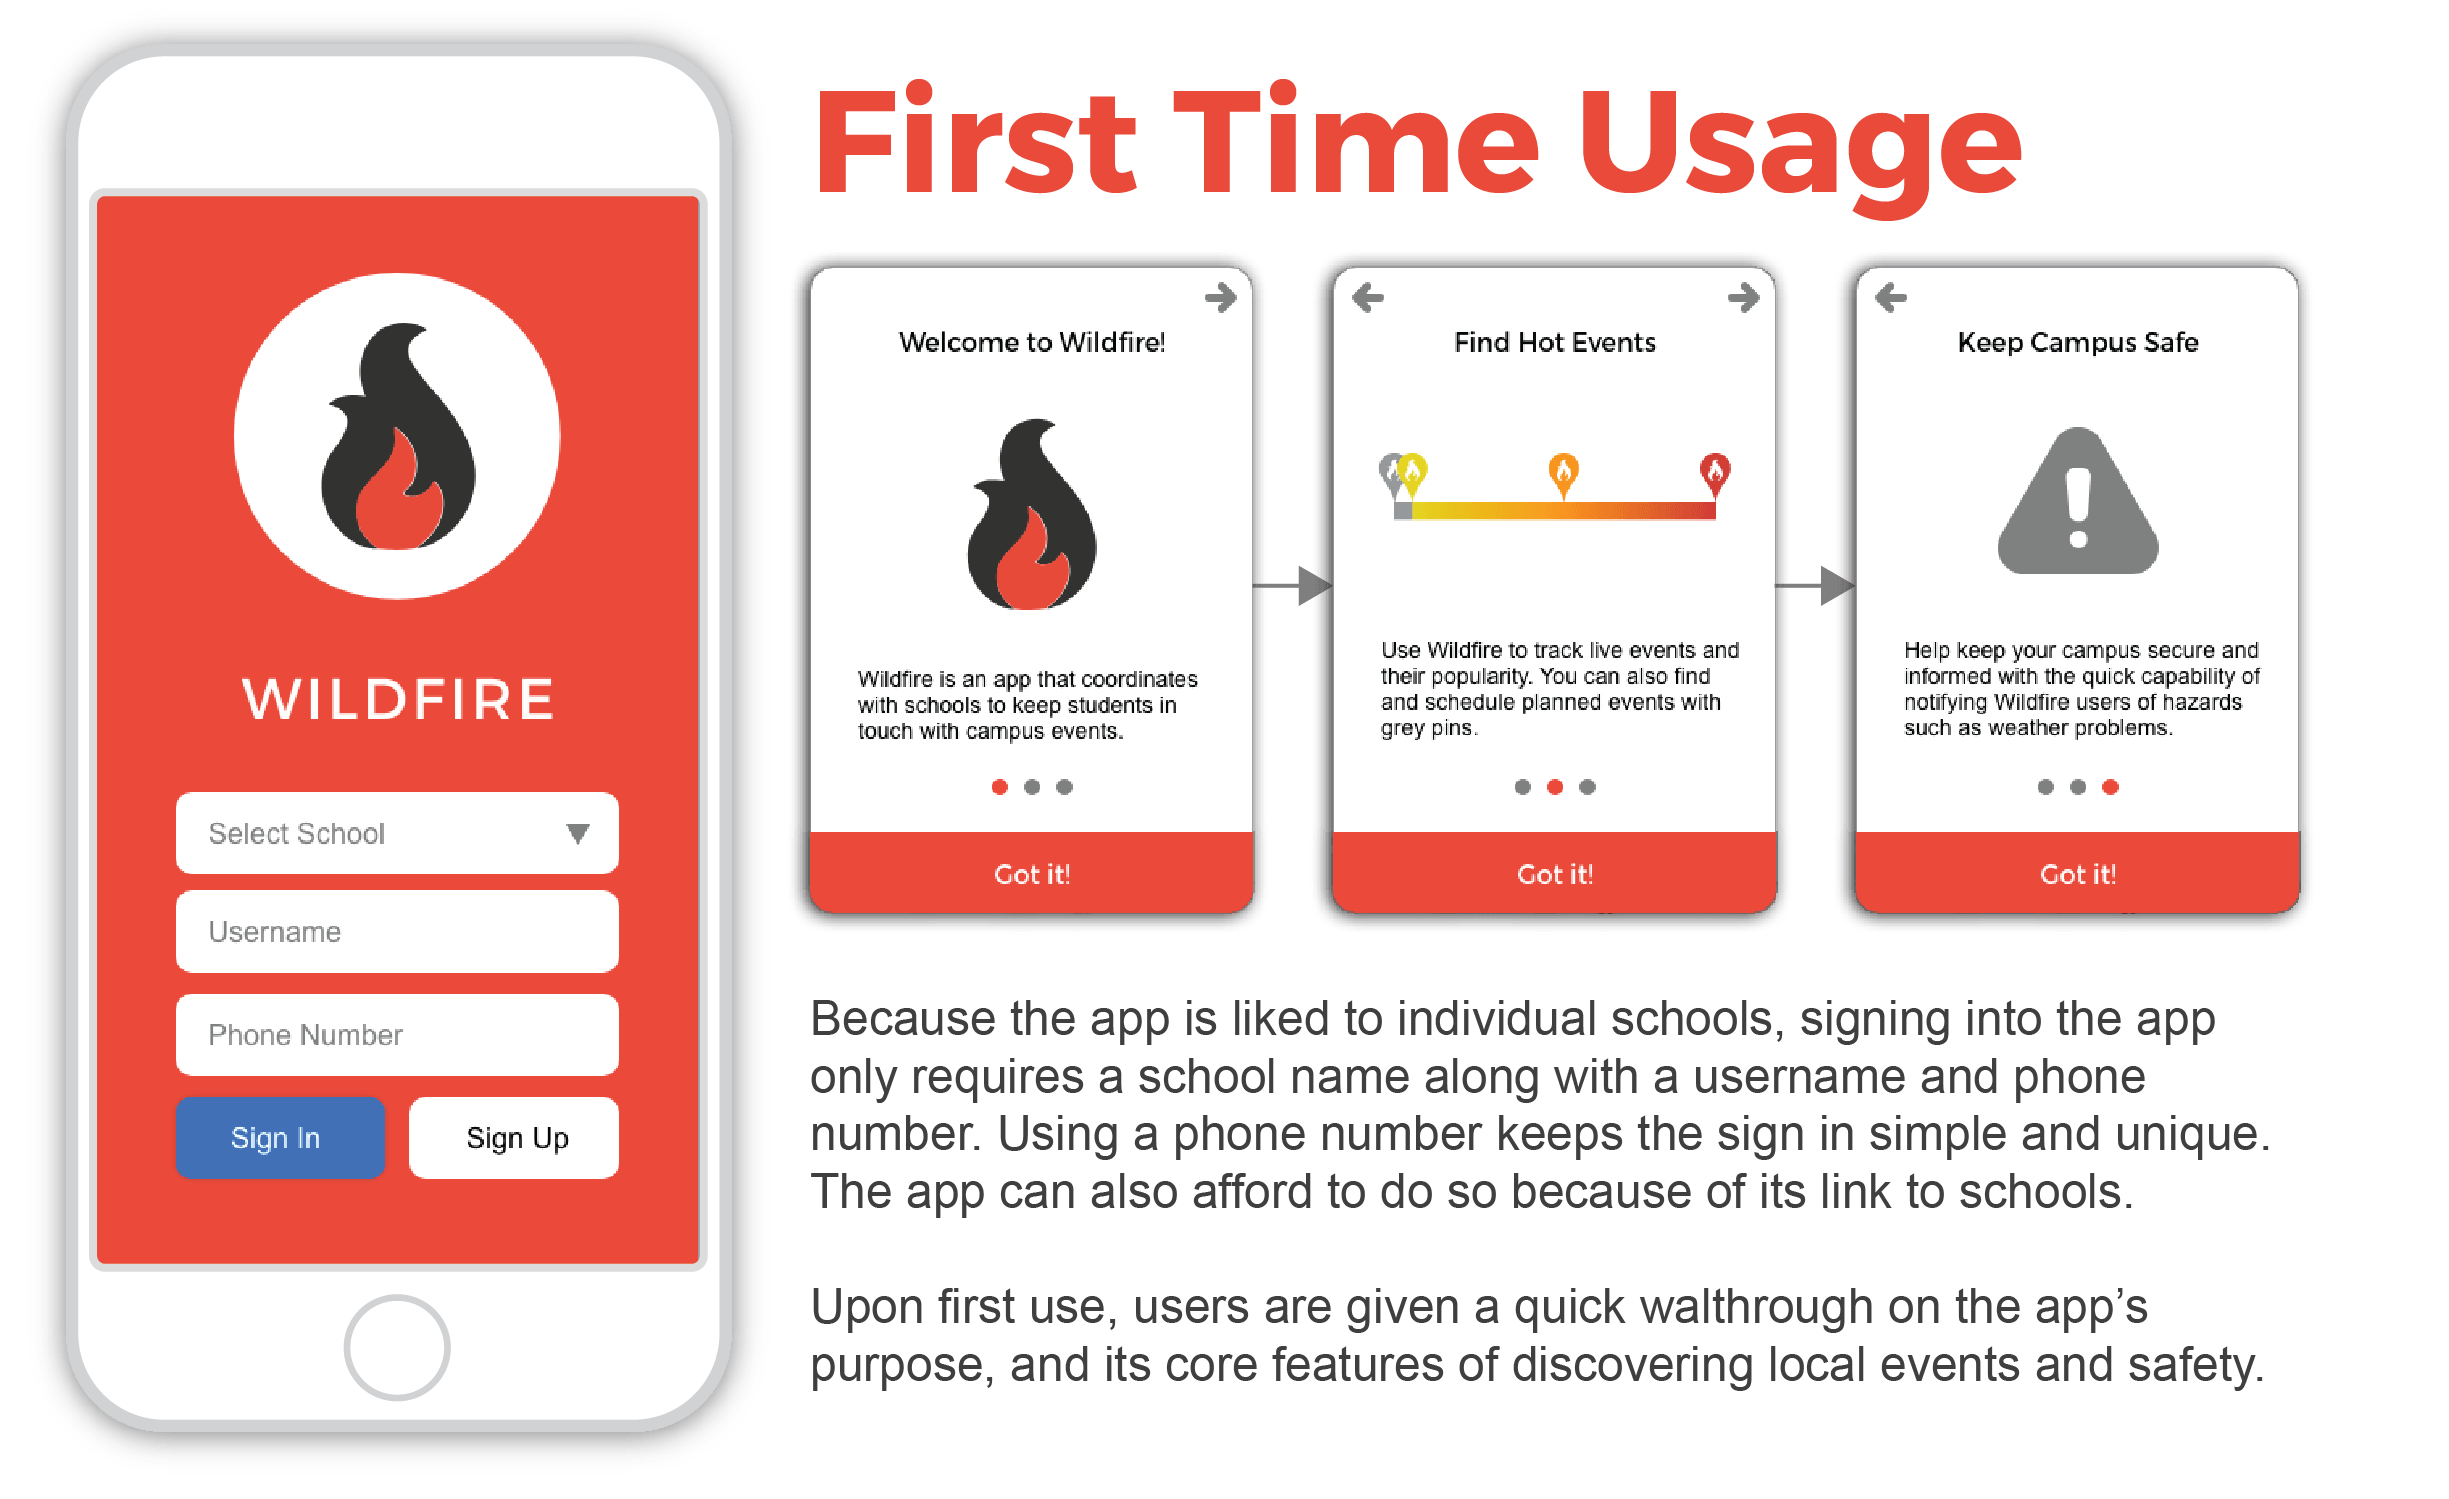 WILDFIRE
Select School
Username
Phone Number
Sign In
Sign Up
First Time Usage
Welcome to Wildfire!
Wildfire is an app that coordinates
with schools to keep students in
touch with campus events.
Got it!
Find Hot Events
Use Wildfire to track live events and
their popularity. You can also find
and schedule planned events with
grey pins.
Got it!
Keep Campus Safe
Help keep your campus secure and
informed with the quick capability of
notifying Wildfire users of hazards
such as weather problems.
Got it!
Because the app is liked to individual schools, signing into the app
only requires a school name along with a username and phone
number. Using a phone number keeps the sign in simple and unique.
The app can also afford to do so because of its link to schools.
Upon first use, users are given a quick walthrough on the app’s
purpose, and its core features of discovering local events and safety.